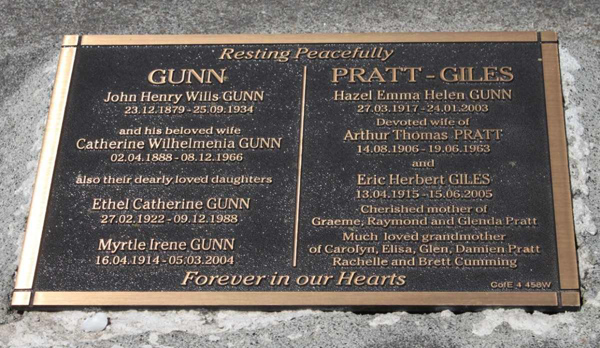 Resting Peacefully
GUNN
John Henry Wills GUNN
23.12.1879 - 25.09.1934
and his beloved wife
Catherine Wilhelmenia GUNN
02.04.1888 - 08.12.1966
also their dearly loved daughters
Ethel Catherine GUNN
27.02.1922 - 09.12.1988
Myrtle Irene GUNN
16.04.1914 - 05.03.2004
PRATT - GILES
Hazel Emma Helen GUNN
27.03.1917 - 24.01.2003
Devoted wife of
Arthur Thomas PRATT
14.08.1906 - 19.06.1963
and
Eric Herbert GILES
13.04.1915 - 15.06.2005
Cherished mother of
Graeme, Raymond and Glenda Pratt
Much loved grandmother
of Carolyn, Elisa, Glen, Damien Pratt
Rachelle and Brett Cumming
Forever in our Hearts
CofE 4 458W